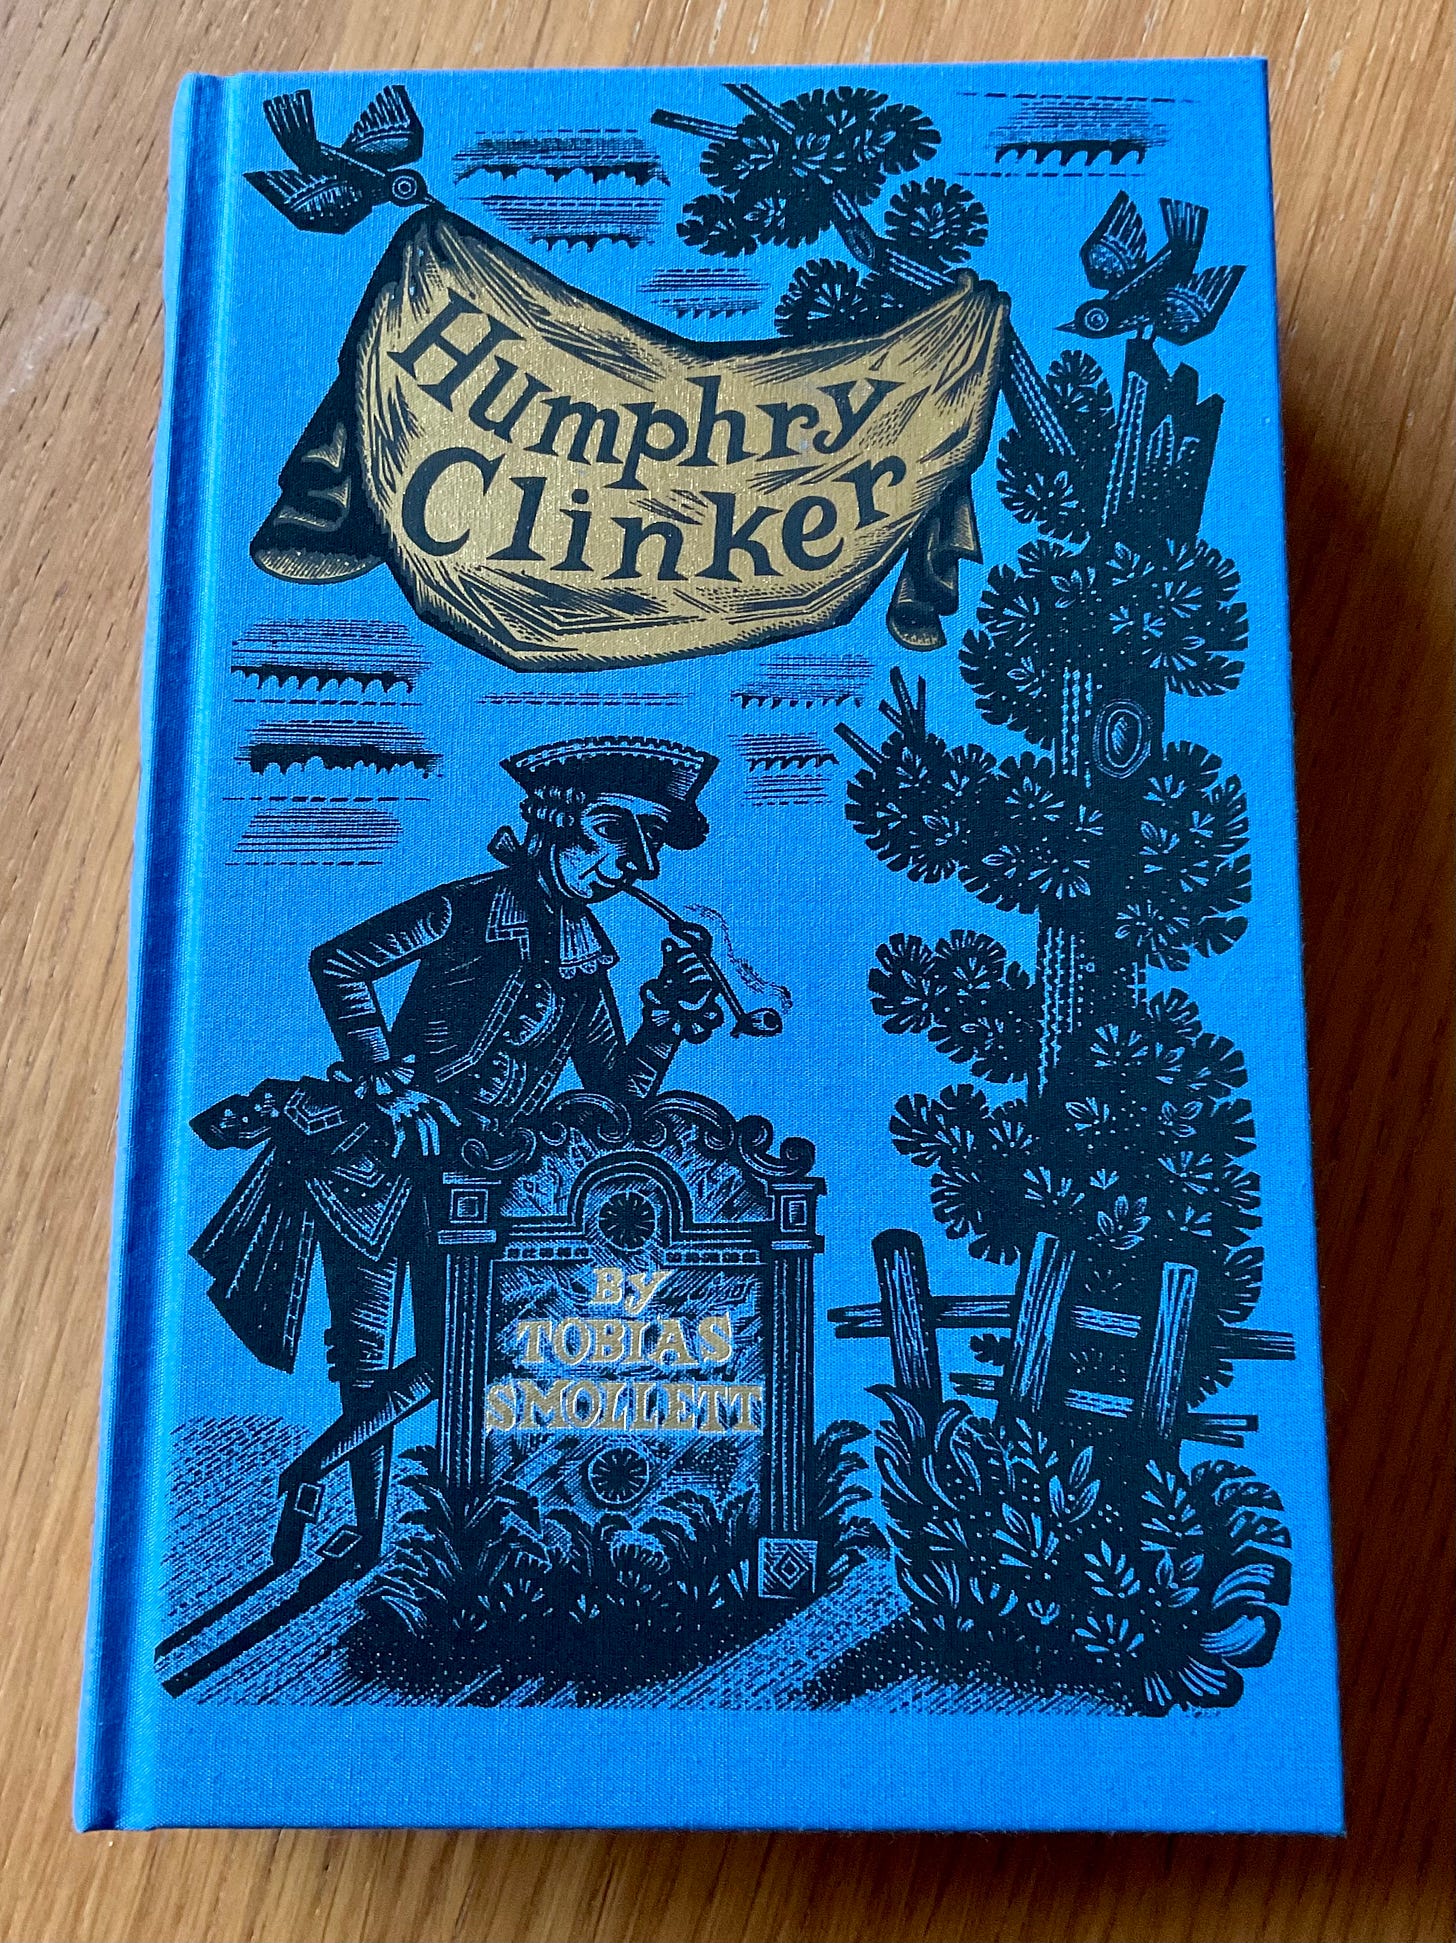 Humphry
Clinker
BY
TOBIAS
SMOLLETT